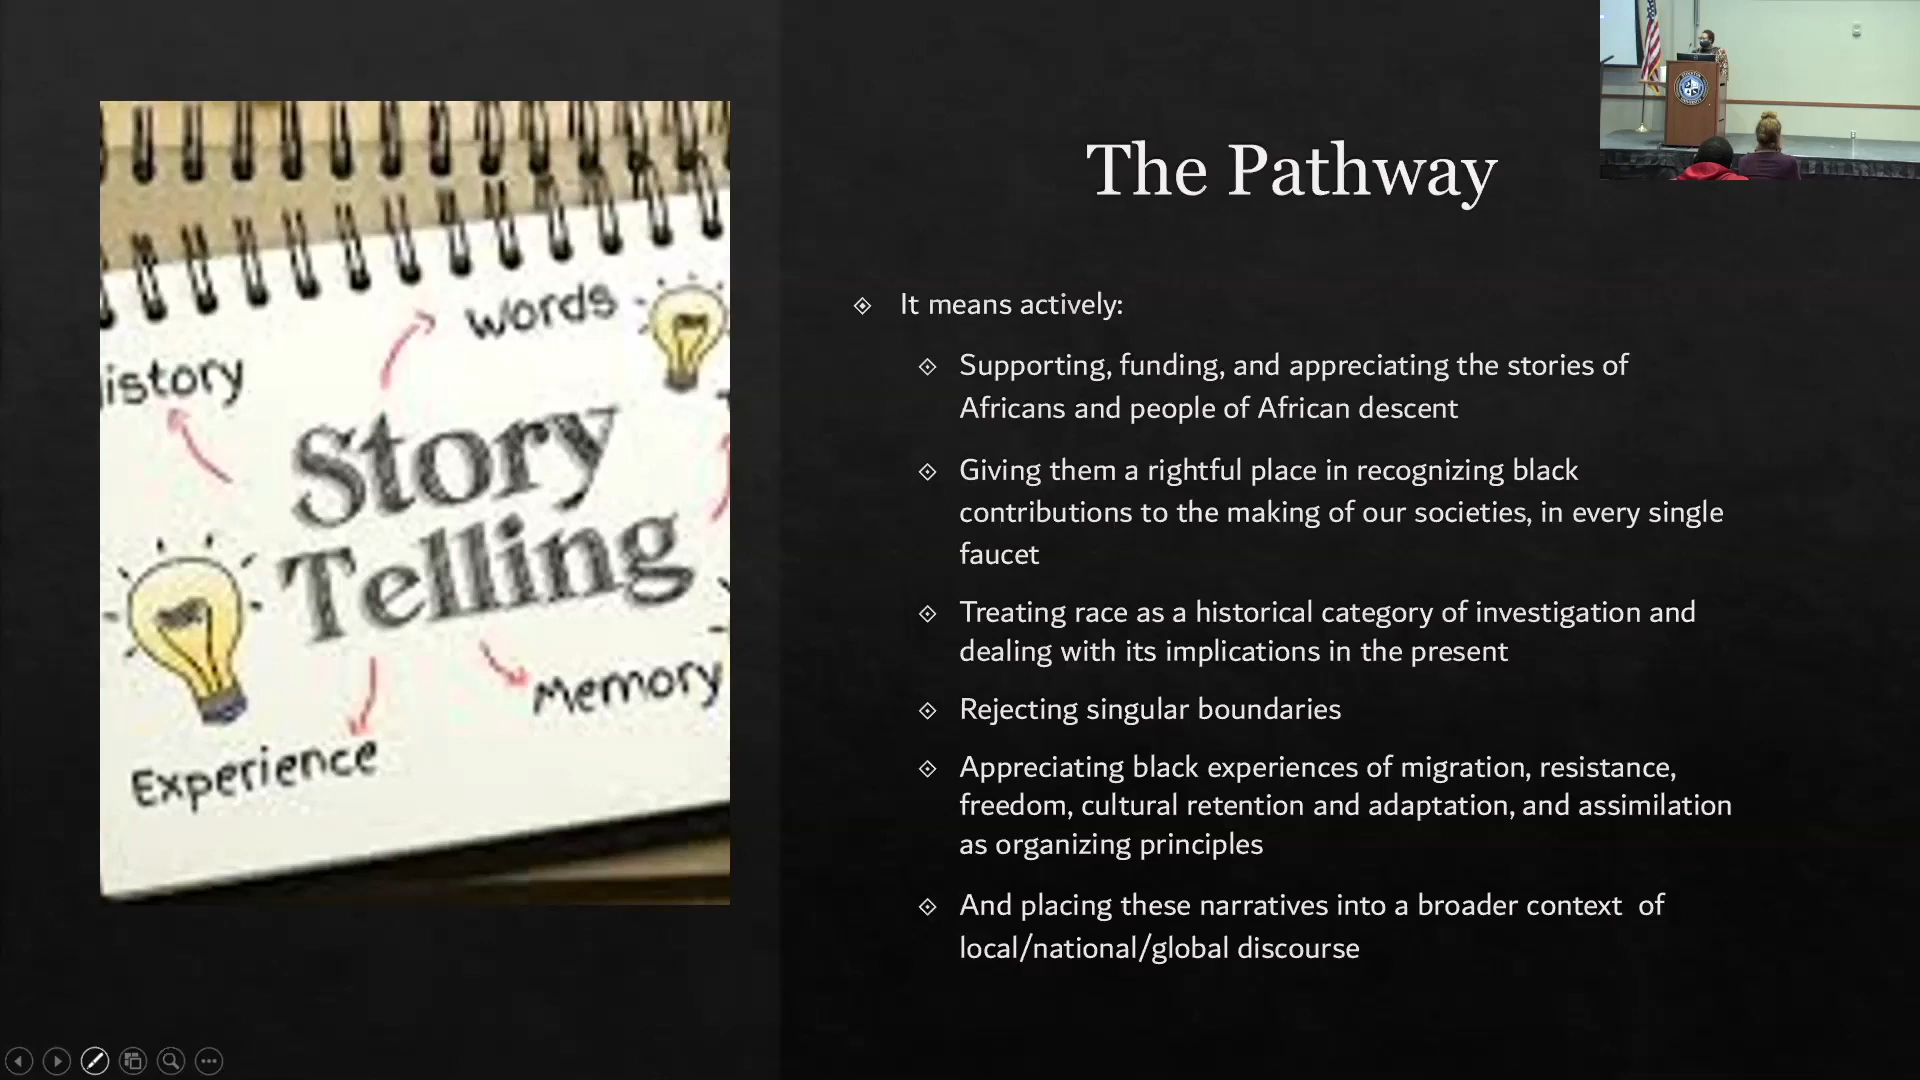 The Pathway
It means actively:
Supporting, funding, and appreciating the stories of
Africans and people of African descent
Giving them a rightful place in recognizing black
contributions to the making of our societies, in every single
faucet
Treating race as a historical category of investigation and
dealing with its implications in the present
Rejecting singular boundaries
Appreciating black experiences of migration, resistance,
freedom, cultural retention and adaptation, and assimilation
as organizing principles
And placing these narratives into a broader context of
local/national/global discourse
words
istory
Story
Telling
Memory
Experience